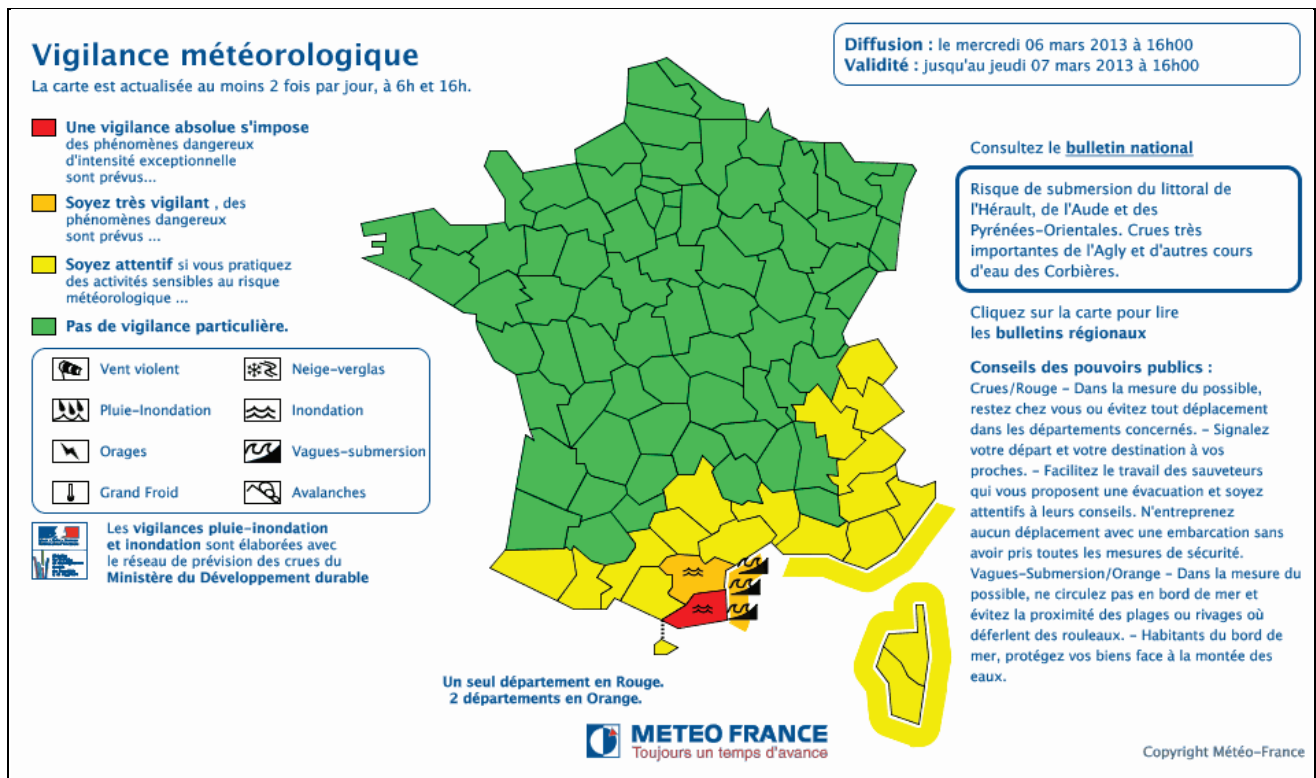 Vigilance météorologique
La carte est actualisée au moins 2 fois par jour, à 6h et 16h.
Une vigilance absolue s'impose
des phénomènes dangereux
d'intensité exceptionnelle
sont prévus...
Soyez très vigilant , des
phénomènes dangereux
sont prévus ...
Soyez attentif si vous pratiquez
des activités sensibles au risque
météorologique ...
Pas de vigilance particulière.
Vent violent
Neige-verglas
Pluie-Inondation
Inondation
Orages
Vagues-submersion
Grand Froid
Avalanches
Les vigilances pluie-inondation
et inondation sont élaborées avec
le réseau de prévision des crues du
Ministère du Développement durable
Diffusion : le mercredi 06 mars 2013 à 16h00
Validité : jusqu'au jeudi 07 mars 2013 à 16h00
Consultez le bulletin national
Risque de submersion du littoral de
l'Hérault, de l'Aude et des
Pyrénées-Orientales. Crues très
importantes de l'Agly et d'autres cours
d'eau des Corbières.
Cliquez sur la carte pour lire
les bulletins régionaux
Conseils des pouvoirs publics :
Crues/Rouge - Dans la mesure du possible,
restez chez vous ou évitez tout déplacement
dans les départements concernés. - Signalez
votre départ et votre destination à vos
proches. - Facilitez le travail des sauveteurs
qui vous proposent une évacuation et soyez
attentifs à leurs conseils. N'entreprenez
aucun déplacement avec une embarcation sans
avoir pris toutes les mesures de sécurité.
Vagues-Submersion/Orange - Dans la mesure du
possible, ne circulez pas en bord de mer et
évitez la proximité des plages ou rivages où
déferlent des rouleaux. - Habitants du bord de
mer, protégez vos biens face à la montée des
eaux.
Un seul département en Rouge.
2 départements en Orange.
METEO FRANCE
Toujours un temps d'avance
Copyright Météo-France